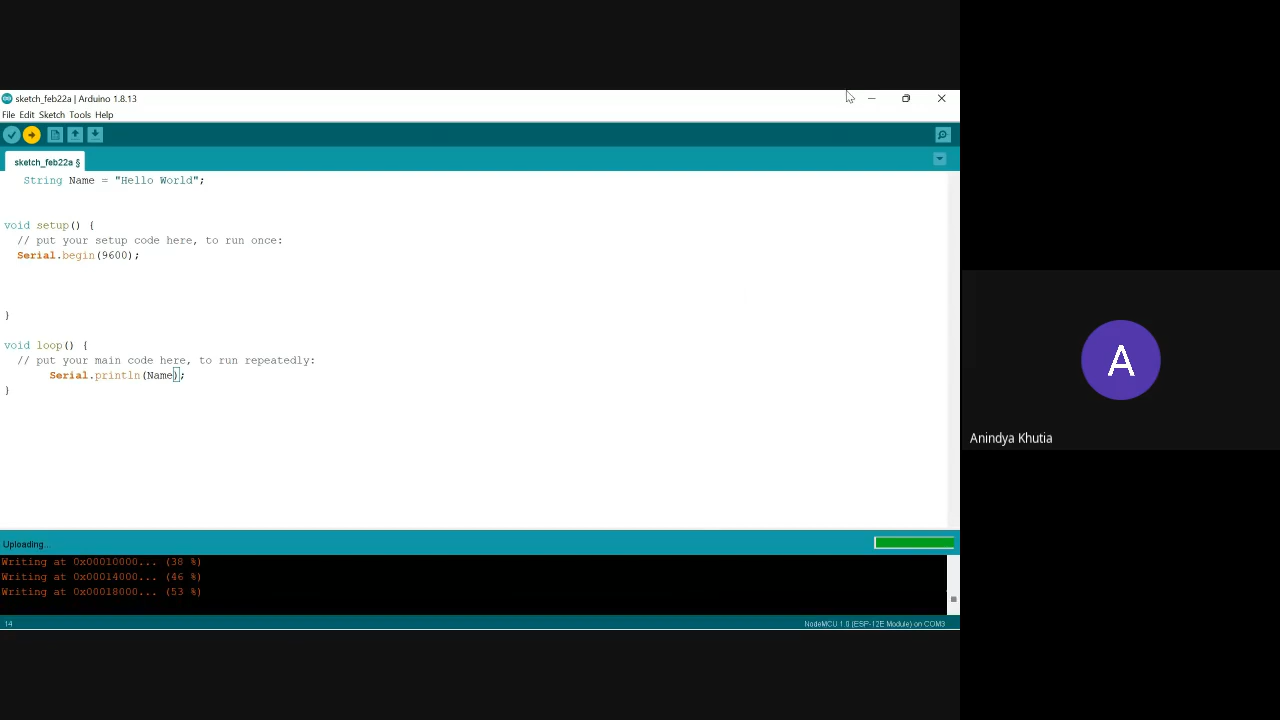 sketch_feb22a | Arduino 1.8.13
File Edit Sketch Tools Help
sketch_feb22a §
String Name = "Hello World";
void setup() {
// put your setup code here, to run once:
Serial.begin(9600);
}
void loop() {
// put your main code here, to run repeatedly:
Serial.println(Name);
}
A
Anindya Khutia
Uploading...
Writing at 0x00010000... (38 %)
Writing at 0x00014000... (46 %)
Writing at 0x00018000... (53 %)
14
NodeMCU 1.0 (ESP-12E Module) on COM3